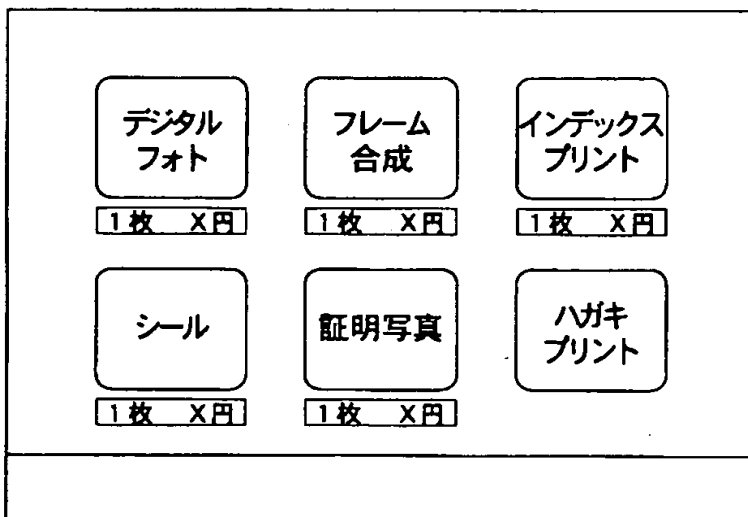 デジタル
フォト
1枚 X円
フレーム
合成
1枚 X円
インデックス
プリント
1枚 X円
シール
1枚 X円
証明写真
1枚 X円
ハガキ
プリント